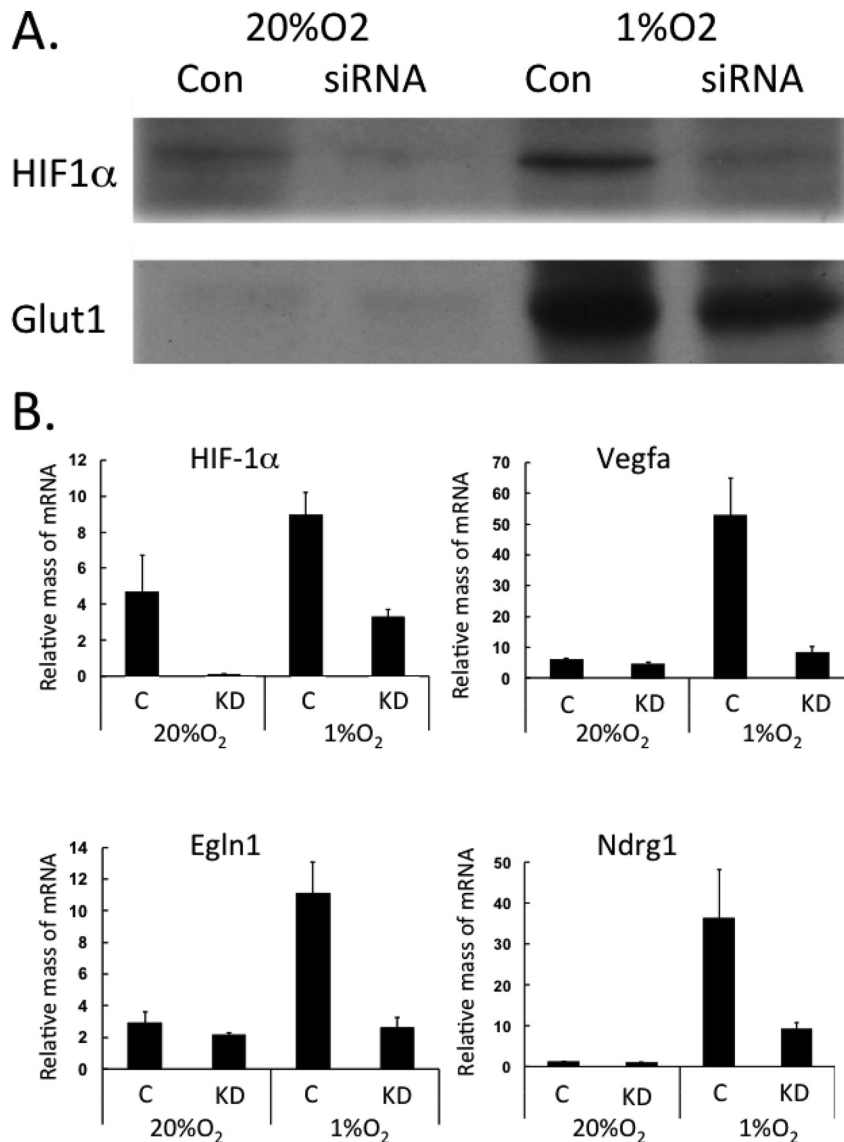 A.
20%O2 1%O2
Con siRNA Con siRNA
HIF1α
Glut1
B.
HIF-1α
Relative mass of mRNA
12
10
8
6
4
2
0
C KD C KD
20%O₂ 1%O₂
Vegfa
Relative mass of mRNA
70
60
50
40
30
20
10
0
C KD C KD
20%O₂ 1%O₂
Egln1
Relative mass of mRNA
14
12
10
8
6
4
2
0
C KD C KD
20%O₂ 1%O₂
Ndrg1
Relative mass of mRNA
50
40
30
20
10
0
C KD C KD
20%O₂ 1%O₂